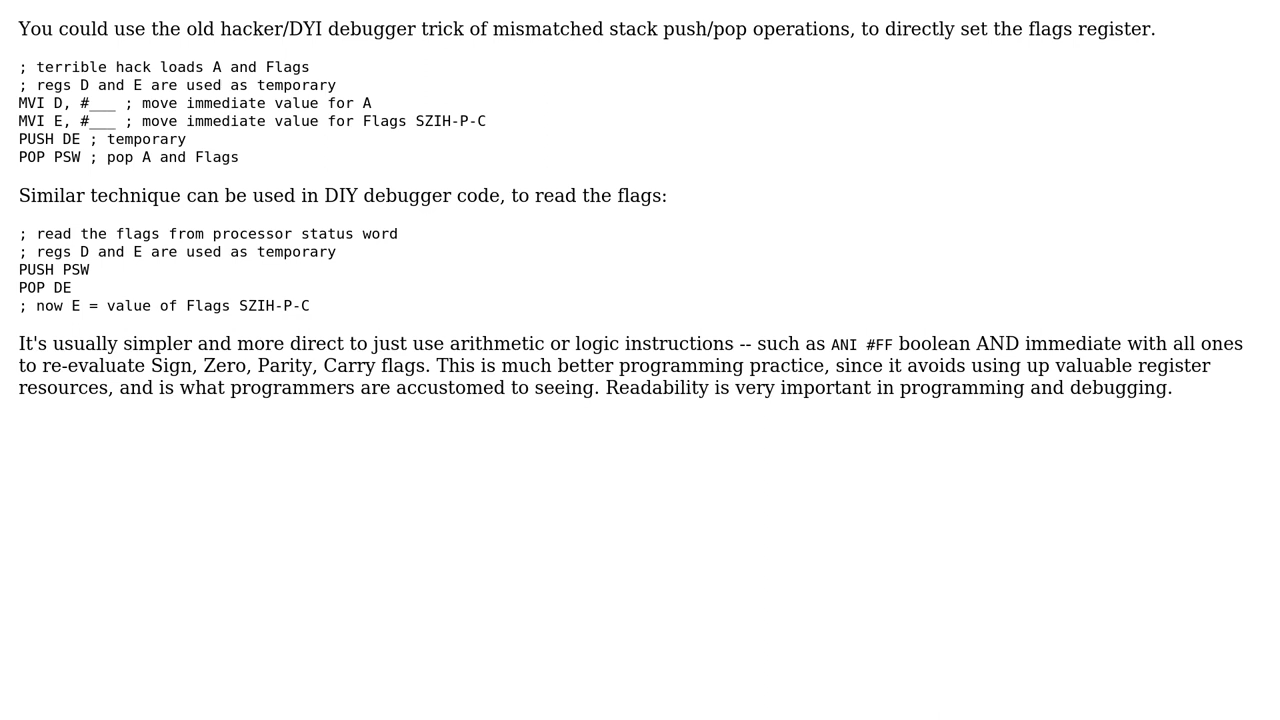 You could use the old hacker/DYI debugger trick of mismatched stack push/pop operations, to directly set the flags register.
; terrible hack loads A and Flags
; regs D and E are used as temporary
MVI D, #___ ; move immediate value for A
MVI E, #___ ; move immediate value for Flags SZIH-P-C
PUSH DE ; temporary
POP PSW ; pop A and Flags
Similar technique can be used in DIY debugger code, to read the flags:
; read the flags from processor status word
; regs D and E are used as temporary
PUSH PSW
POP DE
; now E = value of Flags SZIH-P-C
It's usually simpler and more direct to just use arithmetic or logic instructions -- such as ANI #FF boolean AND immediate with all ones
to re-evaluate Sign, Zero, Parity, Carry flags. This is much better programming practice, since it avoids using up valuable register
resources, and is what programmers are accustomed to seeing. Readability is very important in programming and debugging.